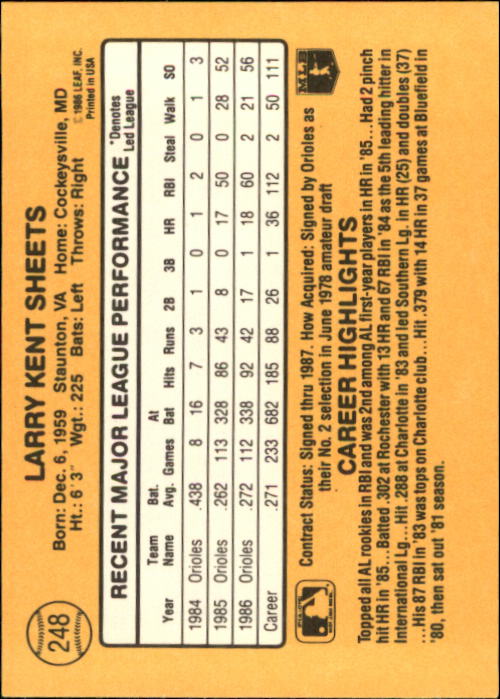 248
LARRY KENT SHEETS
Born: Dec. 6, 1959 Staunton, VA Home: Cockeysville, MD
Ht.: 6'3" Wgt.: 225 Bats: Left Throws: Right
© 1986 LEAF, INC.
Printed in USA
RECENT MAJOR LEAGUE PERFORMANCE
*Denotes
Led League
Year Team Name Bat. Avg. Games At Bat Hits Runs 2B 3B HR RBI Steal Walk SO
1984 Orioles .438 8 16 7 3 1 0 1 2 0 1 3
1985 Orioles .262 113 328 86 43 8 0 17 50 0 28 52
1986 Orioles .272 112 338 92 42 17 1 18 60 2 21 56
Career .271 233 682 185 88 26 1 36 112 2 50 111
Contract Status: Signed thru 1987. How Acquired: Signed by Orioles as
their No. 2 selection in June 1978 amateur draft
MLB
CAREER HIGHLIGHTS
Topped all AL rookies in RBI and was 2nd among AL first-year players in HR in '85...Had 2 pinch
hit HR in '85...Batted .302 at Rochester with 13 HR and 67 RBI in '84 as the 5th leading hitter in
International Lg...Hit .288 at Charlotte in '83 and led Southern Lg. in HR (25) and doubles (37)
...His 87 RBI in '83 was tops on Charlotte club...Hit .379 with 14 HR in 37 games at Bluefield in
'80, then sat out '81 season.